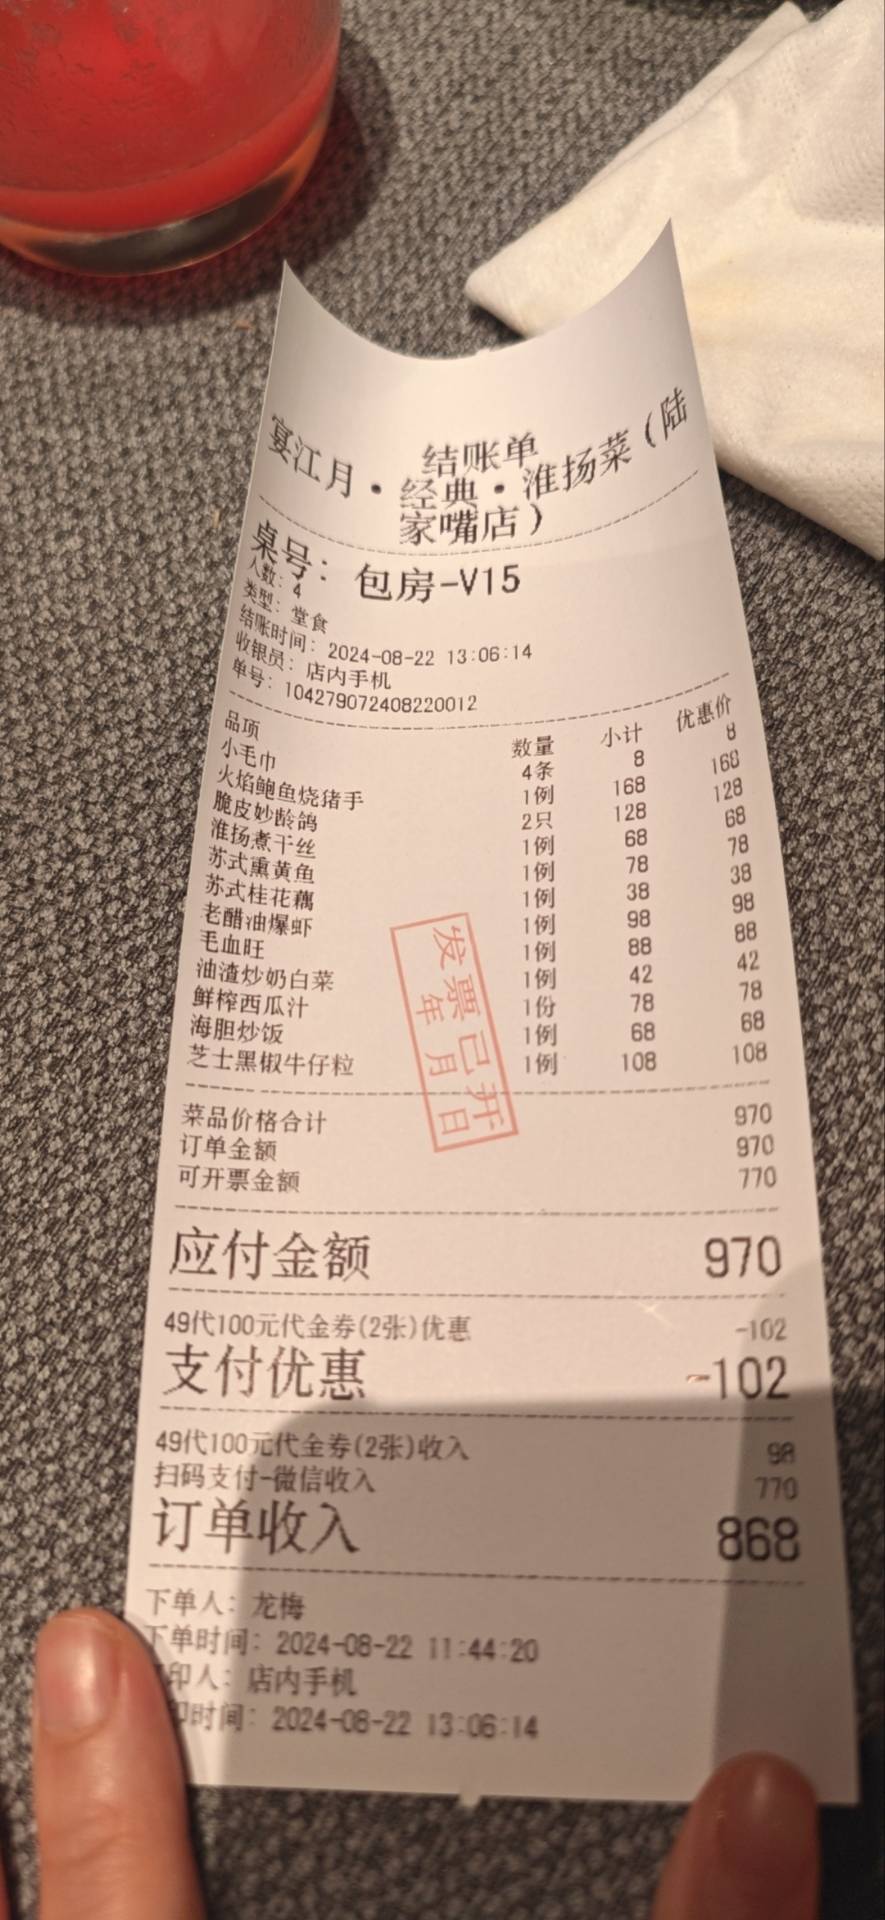 结账单
宴江月·经典·淮扬菜(陆
家嘴店)
桌号: 包房-V15
人数: 4
类型: 堂食
结账时间: 2024-08-22 13:06:14
收银员: 店内手机
单号: 104279072408220012
品项 数量 小计 优惠价
小毛巾 4条 8 8
火焰鲍鱼烧猪手 1例 168 168
脆皮妙龄鸽 2只 128 128
淮扬煮干丝 1例 68 68
苏式熏黄鱼 1例 78 78
苏式桂花藕 1例 38 38
老醋油爆虾 1例 98 98
毛血旺 1例 88 88
油渣炒奶白菜 1例 42 42
鲜榨西瓜汁 1份 78 78
海胆炒饭 1例 68 68
芝士黑椒牛仔粒 1例 108 108
发票已开
年月日
菜品价格合计 970
订单金额 970
可开票金额 770
应付金额 970
49代100元代金券(2张)优惠 -102
支付优惠 -102
49代100元代金券(2张)收入 98
扫码支付-微信收入 770
订单收入 868
下单人: 龙梅
下单时间: 2024-08-22 11:44:20
印人: 店内手机
印时间: 2024-08-22 13:06:14